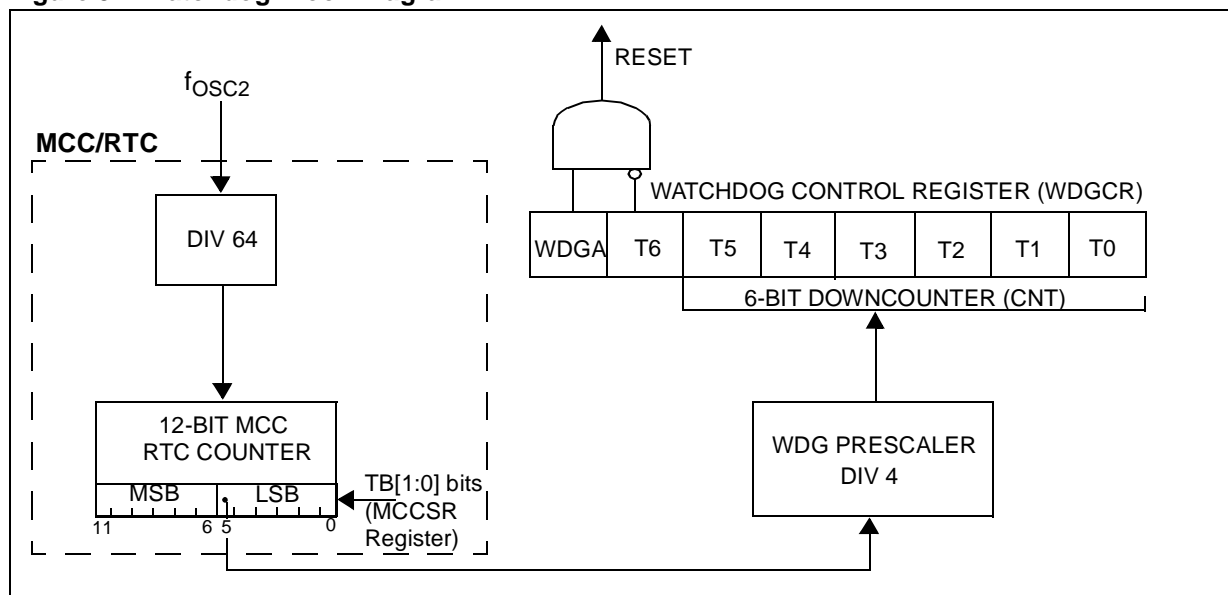 RESET
fOSC2
MCC/RTC
DIV 64
12-BIT MCC
RTC COUNTER
MSB LSB
11 6 5 0
TB[1:0] bits
(MCCSR
Register)
WATCHDOG CONTROL REGISTER (WDGCR)
WDGA T6 T5 T4 T3 T2 T1 T0
6-BIT DOWNCOUNTER (CNT)
WDG PRESCALER
DIV 4